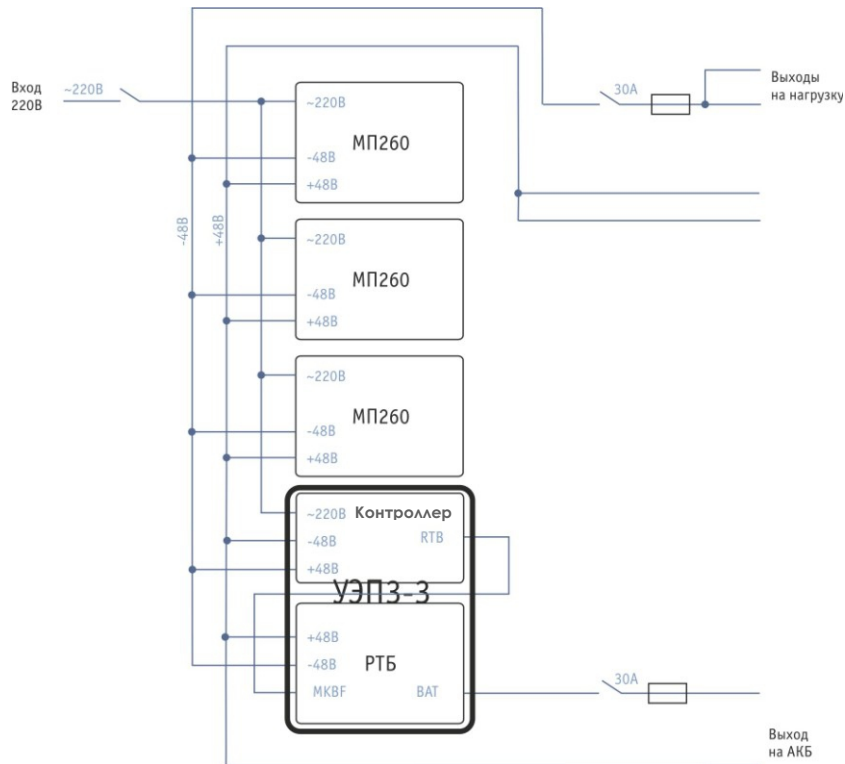 Вход
220В
~220В
30А
Выходы
на нагрузку
~220В
МП260
-48В
+48В
-48В
+48В
~220В
МП260
-48В
+48В
~220В
МП260
-48В
+48В
~220В
Контроллер
-48В
RTB
+48В
УЭПЗ-3
+48В
РТБ
-48В
MKBF
BAT
30А
Выход
на АКБ